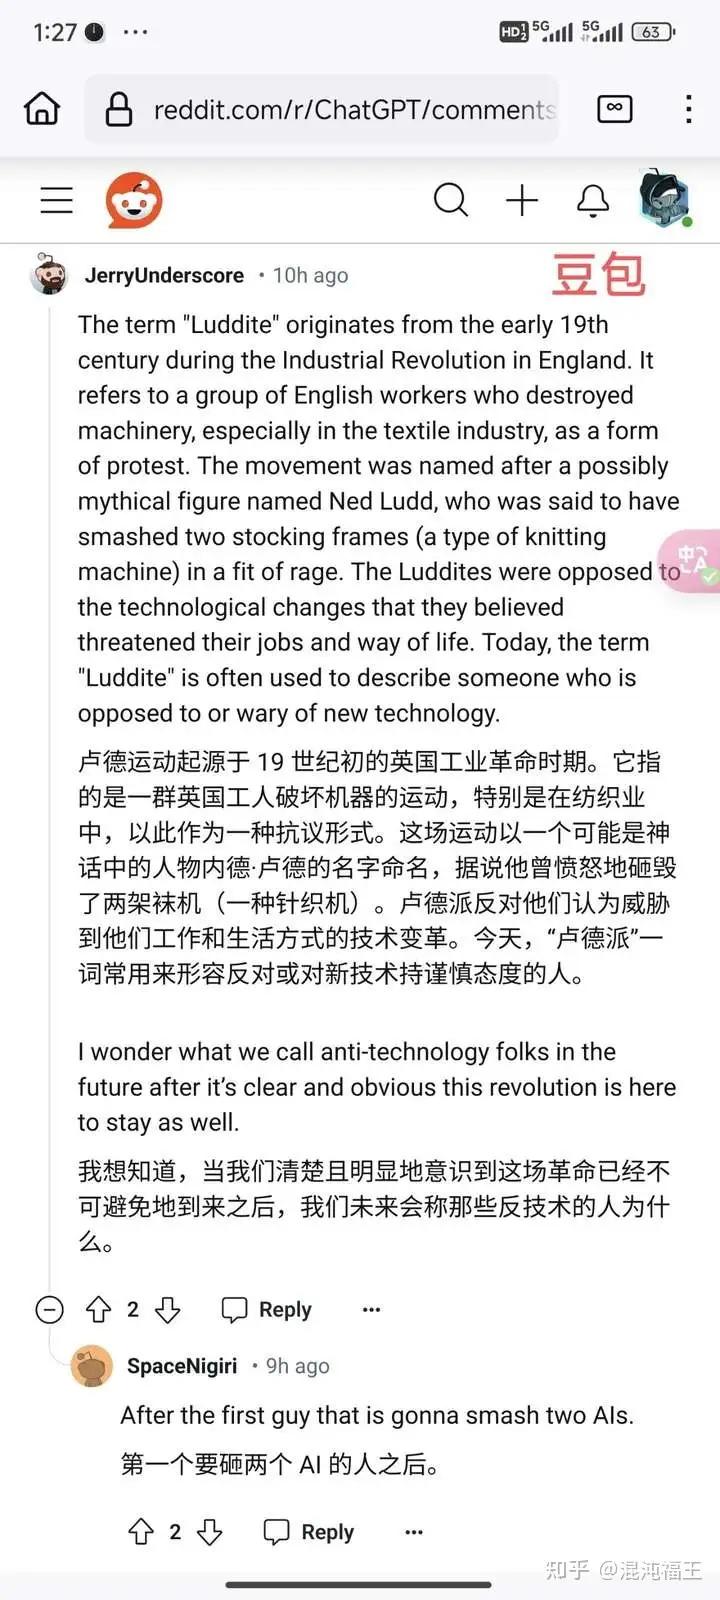 1:27
HD 1 2 5G 5G 63
reddit.com/r/ChatGPT/comments
JerryUnderscore • 10h ago
豆包
The term "Luddite" originates from the early 19th
century during the Industrial Revolution in England. It
refers to a group of English workers who destroyed
machinery, especially in the textile industry, as a form
of protest. The movement was named after a possibly
mythical figure named Ned Ludd, who was said to have
smashed two stocking frames (a type of knitting
machine) in a fit of rage. The Luddites were opposed to
the technological changes that they believed
threatened their jobs and way of life. Today, the term
"Luddite" is often used to describe someone who is
opposed to or wary of new technology.
中A
卢德运动起源于 19 世纪初的英国工业革命时期。它指
的是一群英国工人破坏机器的运动，特别是在纺织业
中，以此作为一种抗议形式。这场运动以一个可能是神
话中的人物内德·卢德的名字命名，据说他曾愤怒地砸毁
了两架袜机（一种针织机）。卢德派反对他们认为威胁
到他们工作和生活方式的技术变革。今天，“卢德派”一
词常用来形容反对或对新技术持谨慎态度的人。
I wonder what we call anti-technology folks in the
future after it’s clear and obvious this revolution is here
to stay as well.
我想知道，当我们清楚且明显地意识到这场革命已经不
可避免地到来之后，我们未来会称那些反技术的人为什
么。
2 Reply
SpaceNigiri • 9h ago
After the first guy that is gonna smash two AIs.
第一个要砸两个 AI 的人之后。
2 Reply
知乎 @混沌福王